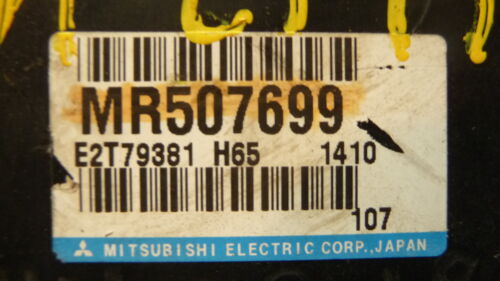 MR507699
E2T79381 H65 1410
107
MITSUBISHI ELECTRIC CORP., JAPAN